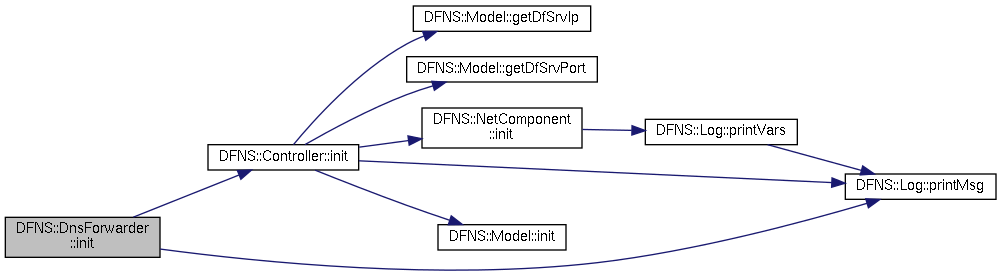 DFNS::Model::getDfSrvIp
DFNS::Model::getDfSrvPort
DFNS::NetComponent
::init
DFNS::Log::printVars
DFNS::Controller::init
DFNS::Log::printMsg
DFNS::DnsForwarder
::init
DFNS::Model::init